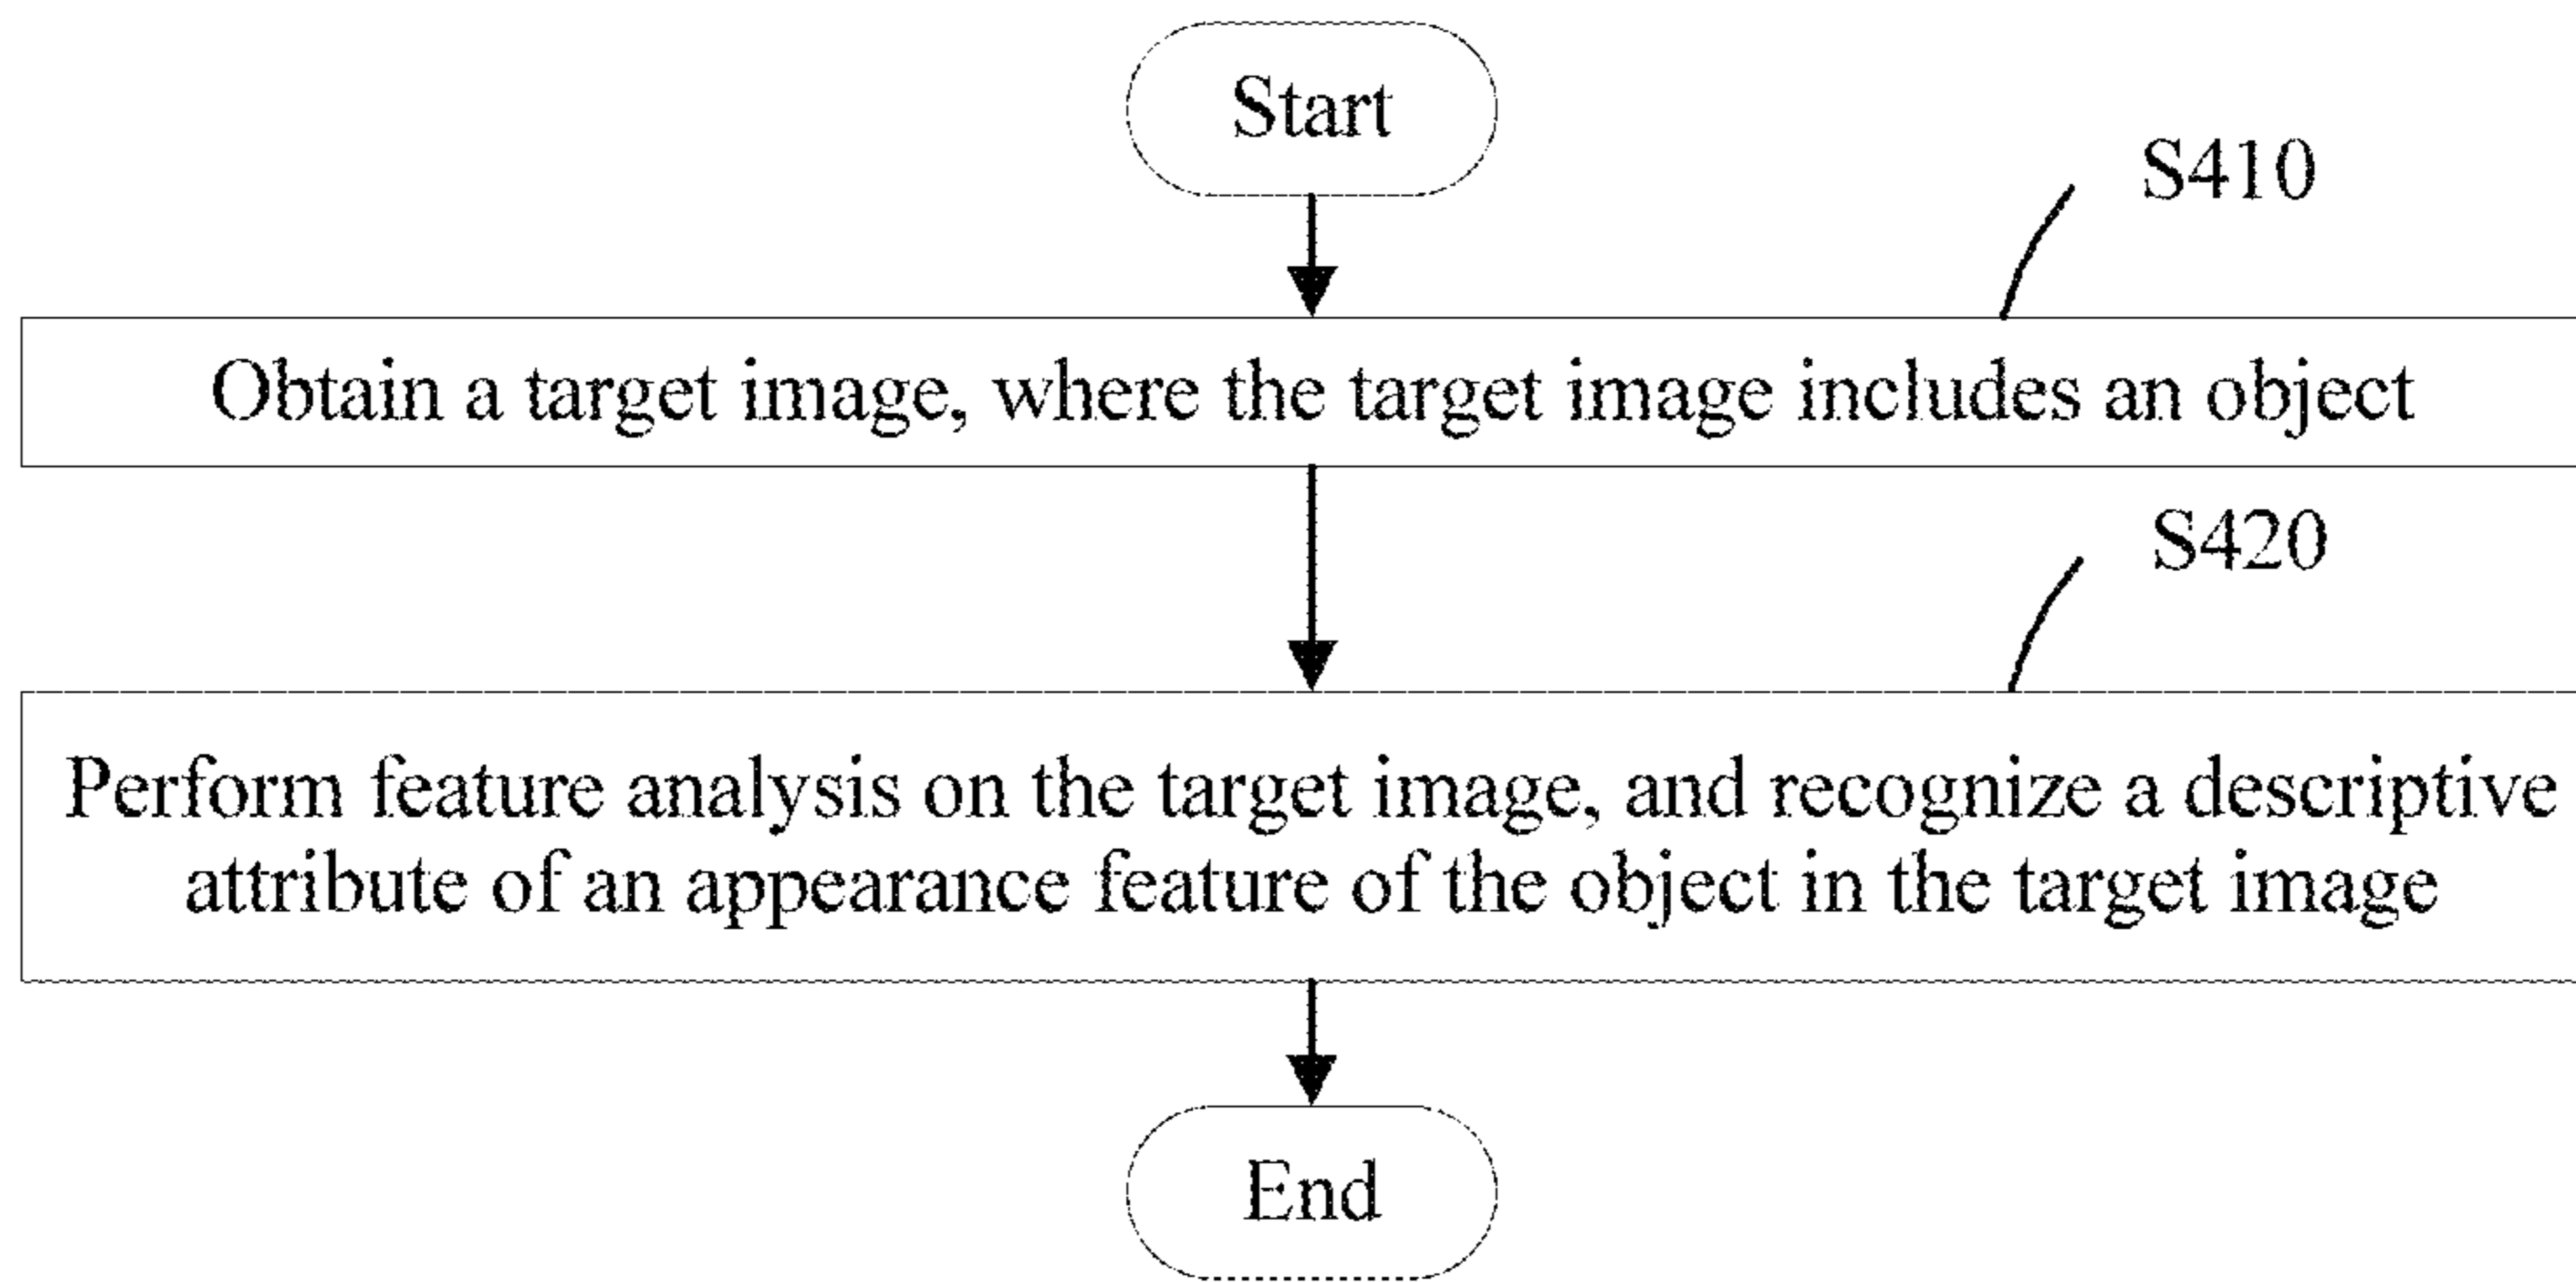 Start
S410
Obtain a target image, where the target image includes an object
S420
Perform feature analysis on the target image, and recognize a descriptive
attribute of an appearance feature of the object in the target image
End